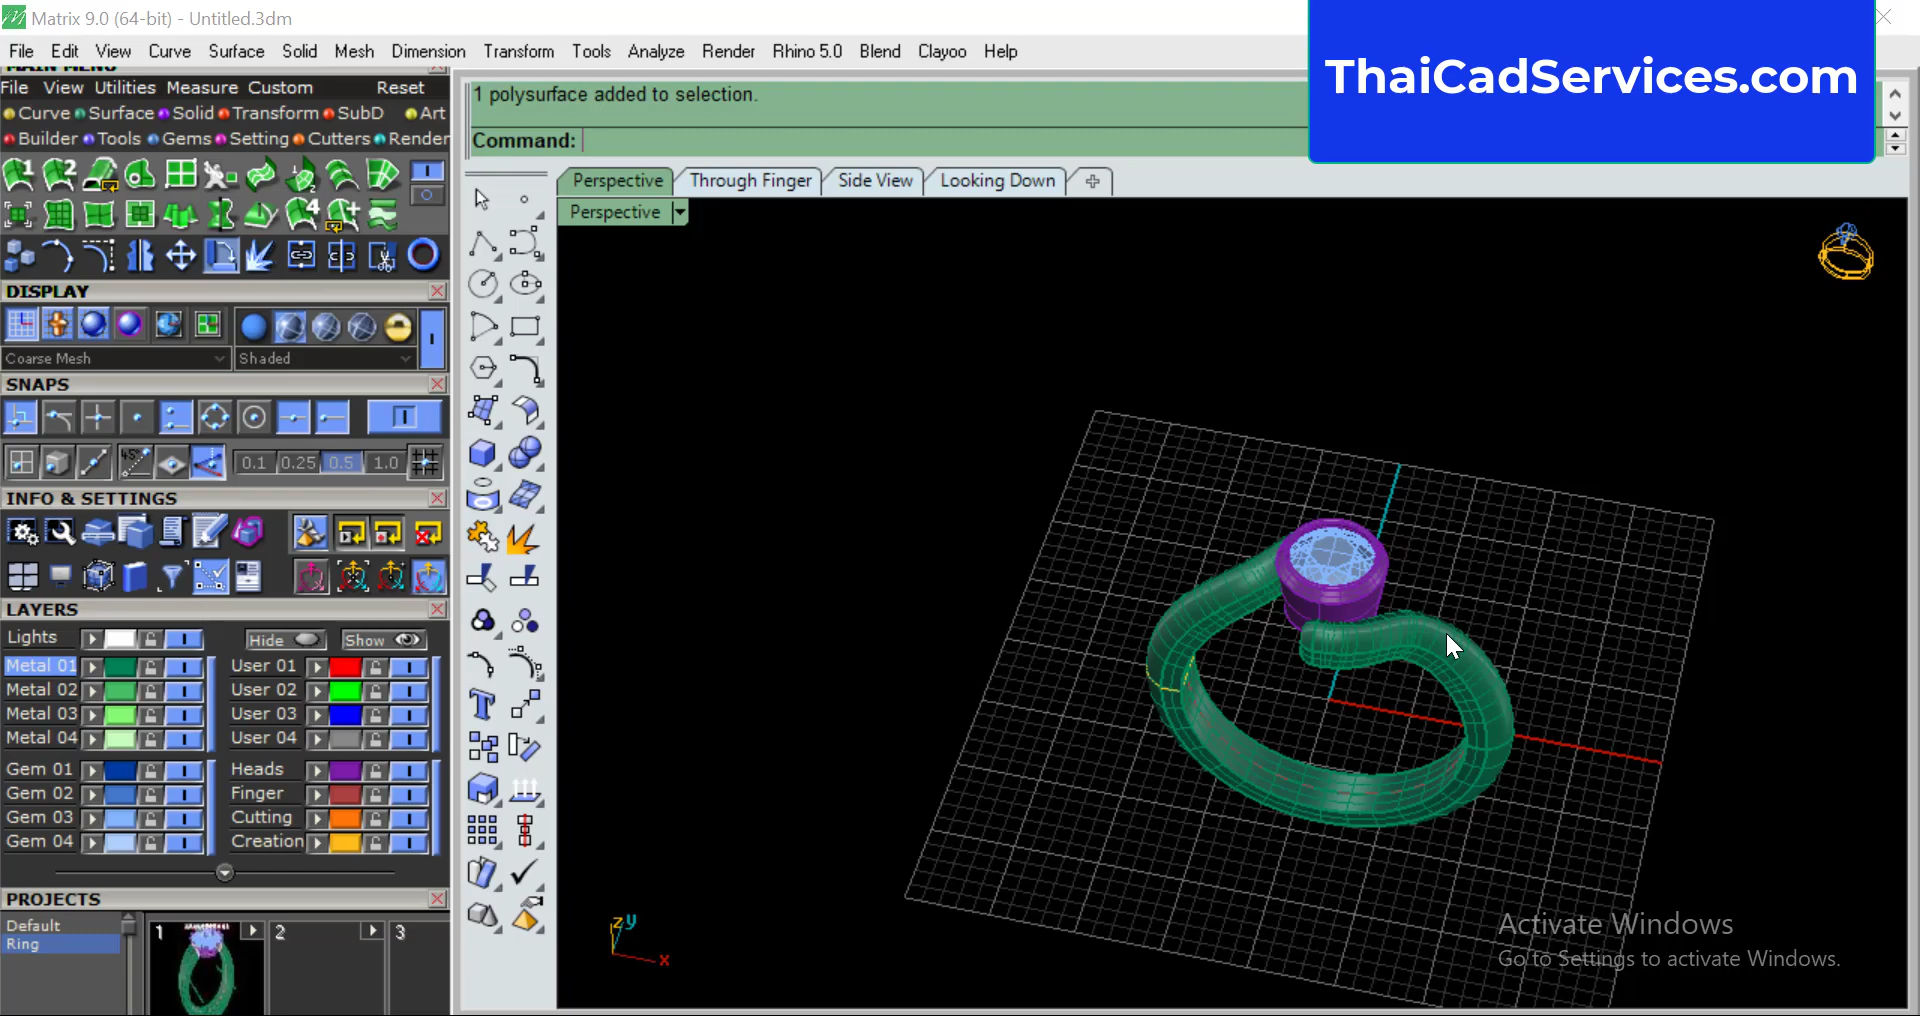 Matrix 9.0 (64-bit) - Untitled.3dm
File Edit View Curve Surface Solid Mesh Dimension Transform Tools Analyze Render Rhino 5.0 Blend Clayoo Help
ThaiCadServices.com
MAIN MENU
File View Utilities Measure Custom Reset
Curve Surface Solid Transform SubD Art
Builder Tools Gems Setting Cutters Render
1 polysurface added to selection.
Command:
Perspective Through Finger Side View Looking Down
Perspective
DISPLAY
Coarse Mesh Shaded
SNAPS
45° 0.1 0.25 0.5 1.0
INFO & SETTINGS
LAYERS
Lights Hide Show
Metal 01 User 01
Metal 02 User 02
Metal 03 User 03
Metal 04 User 04
Gem 01 Heads
Gem 02 Finger
Gem 03 Cutting
Gem 04 Creation
PROJECTS
Default
Ring
1 2 3
z y
x
Activate Windows
Go to Settings to activate Windows.